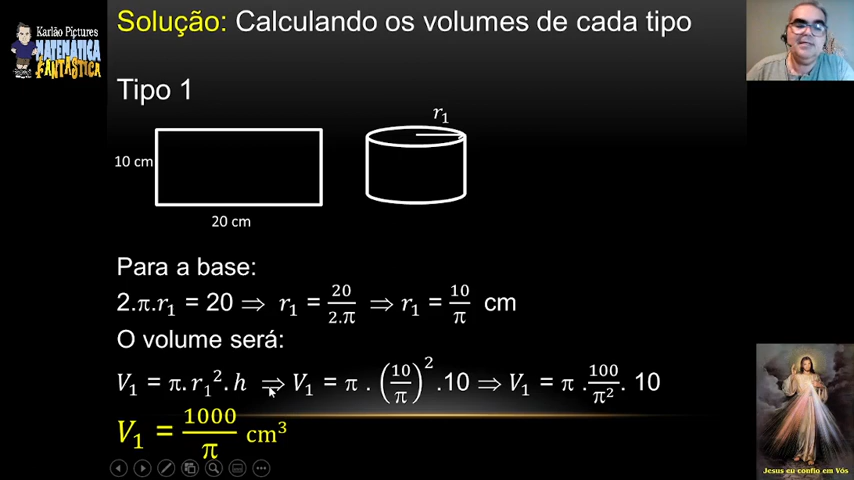 Karlão Pictures
MATEMÁTICA
FANTÁSTICA
Solução: Calculando os volumes de cada tipo
Tipo 1
r₁
10 cm
20 cm
Para a base:
2.π.r₁ = 20 ⇒ r₁ = 20/2.π ⇒ r₁ = 10/π cm
O volume será:
V₁ = π.r₁².h ⇒ V₁ = π . (10/π)².10 ⇒ V₁ = π .100/π². 10
V₁ = 1000/π cm³
Jesus eu confio em Vós